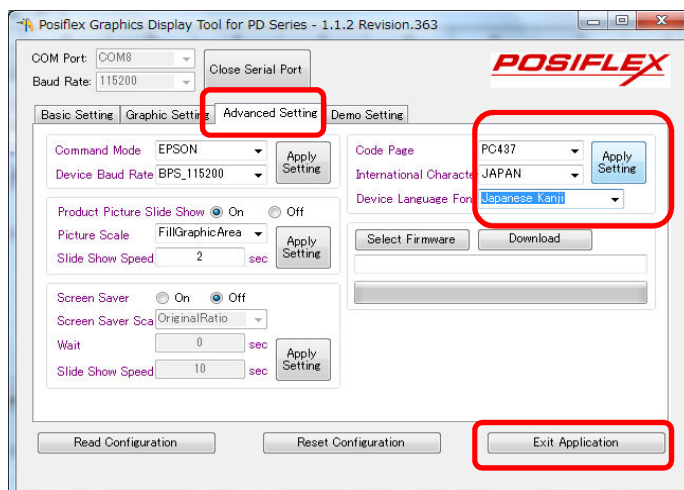 Posiflex Graphics Display Tool for PD Series - 1.1.2 Revision.363
COM Port: COM8
Baud Rate: 115200
Close Serial Port
POSIFLEX
Basic Setting
Graphic Setting
Advanced Setting
Demo Setting
Command Mode EPSON
Device Baud Rate BPS_115200
Apply Setting
Product Picture Slide Show On Off
Picture Scale FillGraphicArea
Slide Show Speed 2 sec
Apply Setting
Screen Saver On Off
Screen Saver Sca OriginalRatio
Wait 0 sec
Slide Show Speed 10 sec
Apply Setting
Code Page PC437
International Characte JAPAN
Device Language Fon Japanese Kanji
Apply Setting
Select Firmware
Download
Read Configuration
Reset Configuration
Exit Application